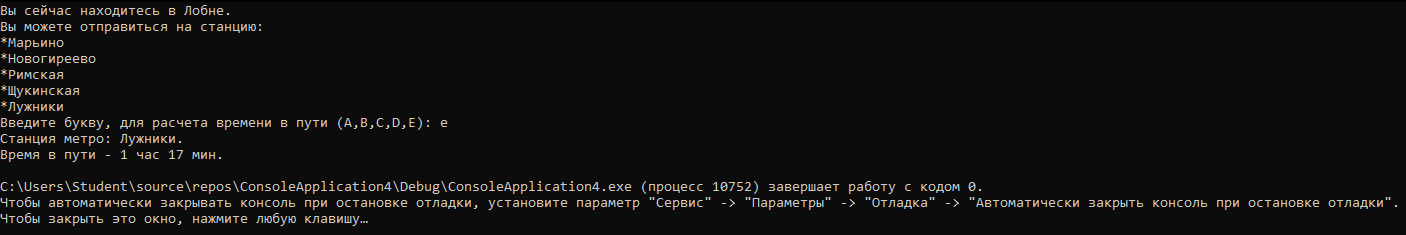 Вы сейчас находитесь в Лобне.
Вы можете отправиться на станцию:
*Марьино
*Новогиреево
*Римская
*Щукинская
*Лужники
Введите букву, для расчета времени в пути (A,B,C,D,E): e
Станция метро: Лужники.
Время в пути - 1 час 17 мин.
C:\Users\Student\source\repos\ConsoleApplication4\Debug\ConsoleApplication4.exe (процесс 10752) завершает работу с кодом 0.
Чтобы автоматически закрывать консоль при остановке отладки, установите параметр "Сервис" -> "Параметры" -> "Отладка" -> "Автоматически закрыть консоль при остановке отладки".
Чтобы закрыть это окно, нажмите любую клавишу…